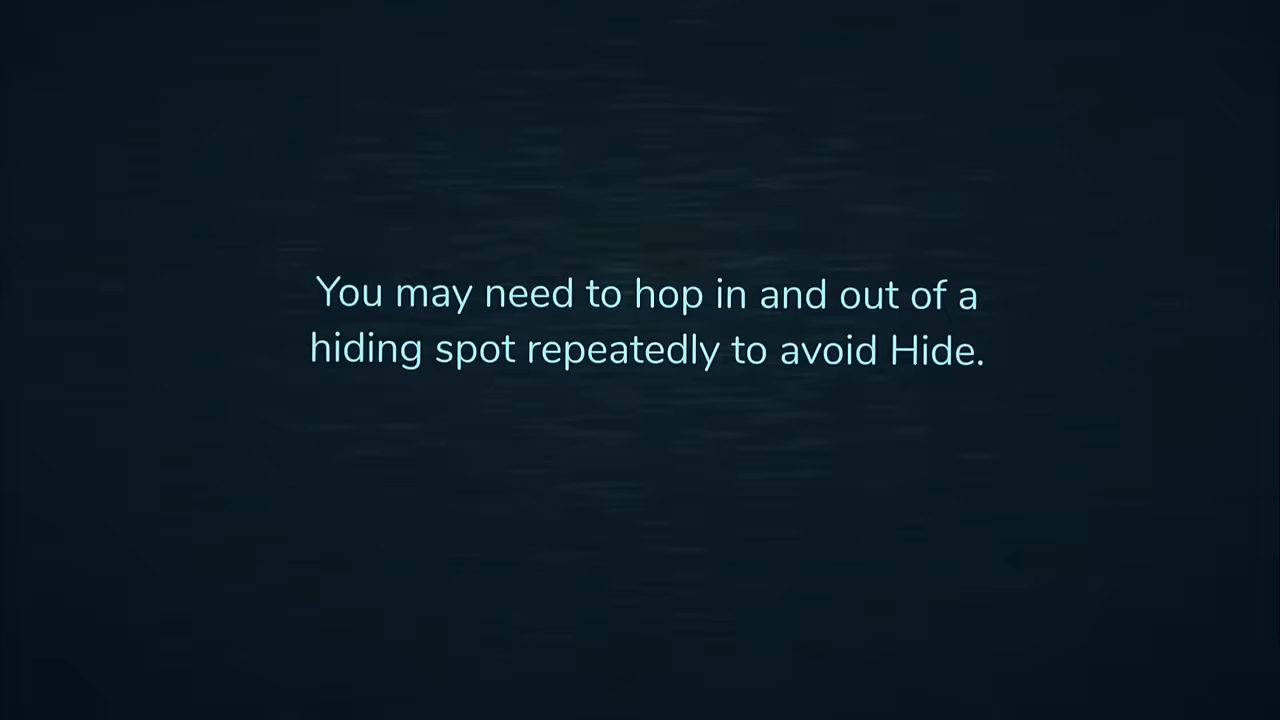 You may need to hop in and out of a
hiding spot repeatedly to avoid Hide.